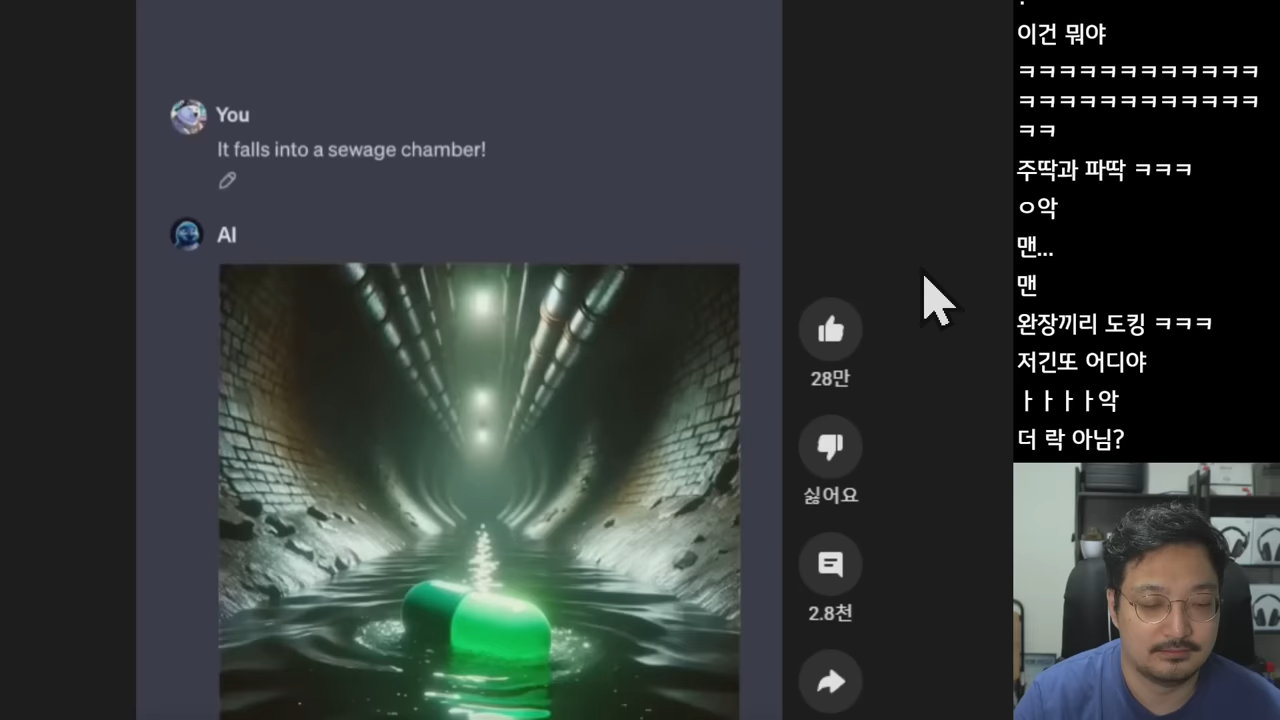 You
It falls into a sewage chamber!
AI
28만
싫어요
2.8천
이건 뭐야
ㅋㅋㅋㅋㅋㅋㅋㅋㅋㅋㅋㅋ
ㅋㅋㅋㅋㅋㅋㅋㅋㅋㅋㅋㅋ
ㅋㅋ
주딱과 파딱 ㅋㅋㅋ
ㅇ악
맨...
맨
완장끼리 도킹 ㅋㅋㅋ
저긴또 어디야
ㅏㅏㅏㅏ악
더 락 아님?